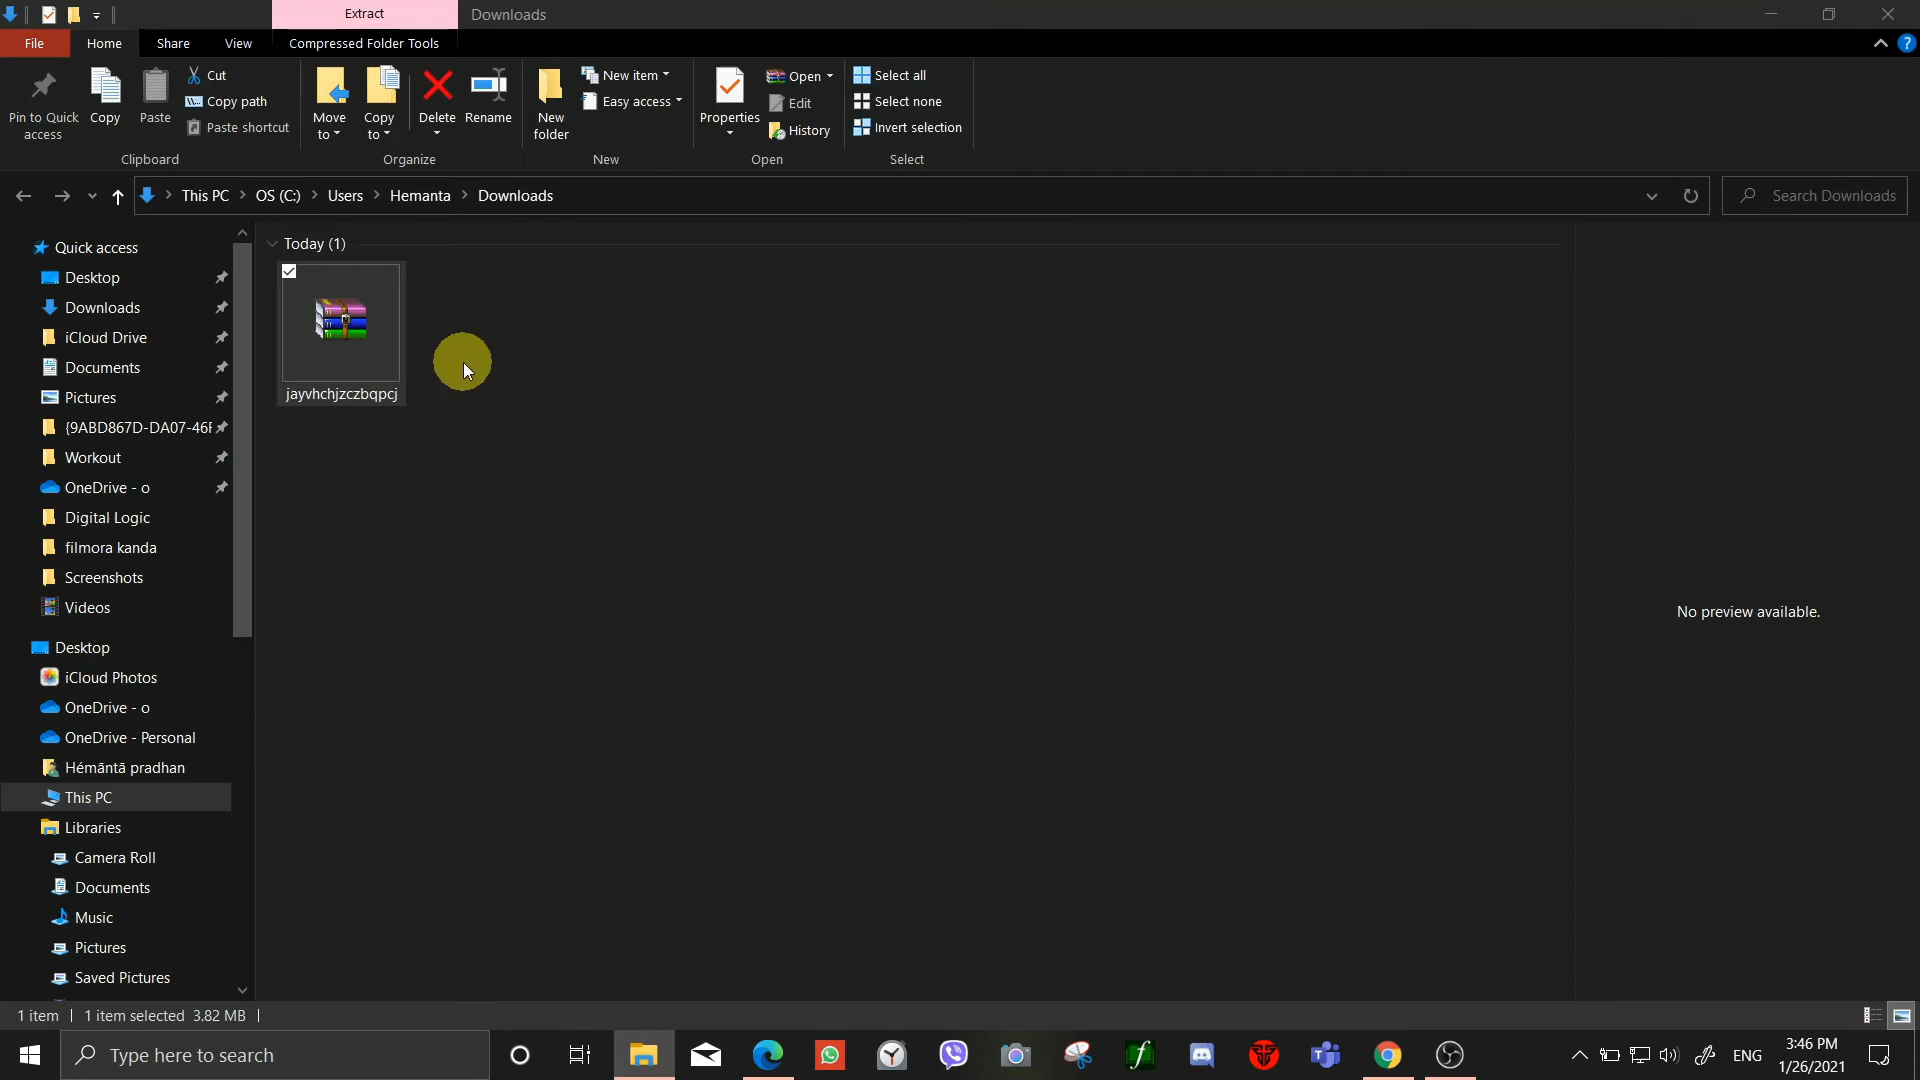 Extract
Downloads
File
Home
Share
View
Compressed Folder Tools
Pin to Quick access
Copy
Paste
Cut
Copy path
Paste shortcut
Clipboard
Move to
Copy to
Delete
Rename
Organize
New folder
New item
Easy access
New
Properties
Open
Edit
History
Open
Select all
Select none
Invert selection
Select
This PC
OS (C:)
Users
Hemanta
Downloads
Search Downloads
Quick access
Desktop
Downloads
iCloud Drive
Documents
Pictures
{9ABD867D-DA07-46F
Workout
OneDrive - o
Digital Logic
filmora kanda
Screenshots
Videos
Desktop
iCloud Photos
OneDrive - o
OneDrive - Personal
Hémāntā pradhan
This PC
Libraries
Camera Roll
Documents
Music
Pictures
Saved Pictures
Today (1)
jayvhchjzczbqpcj
No preview available.
1 item
1 item selected 3.82 MB
Type here to search
ENG
3:46 PM
1/26/2021